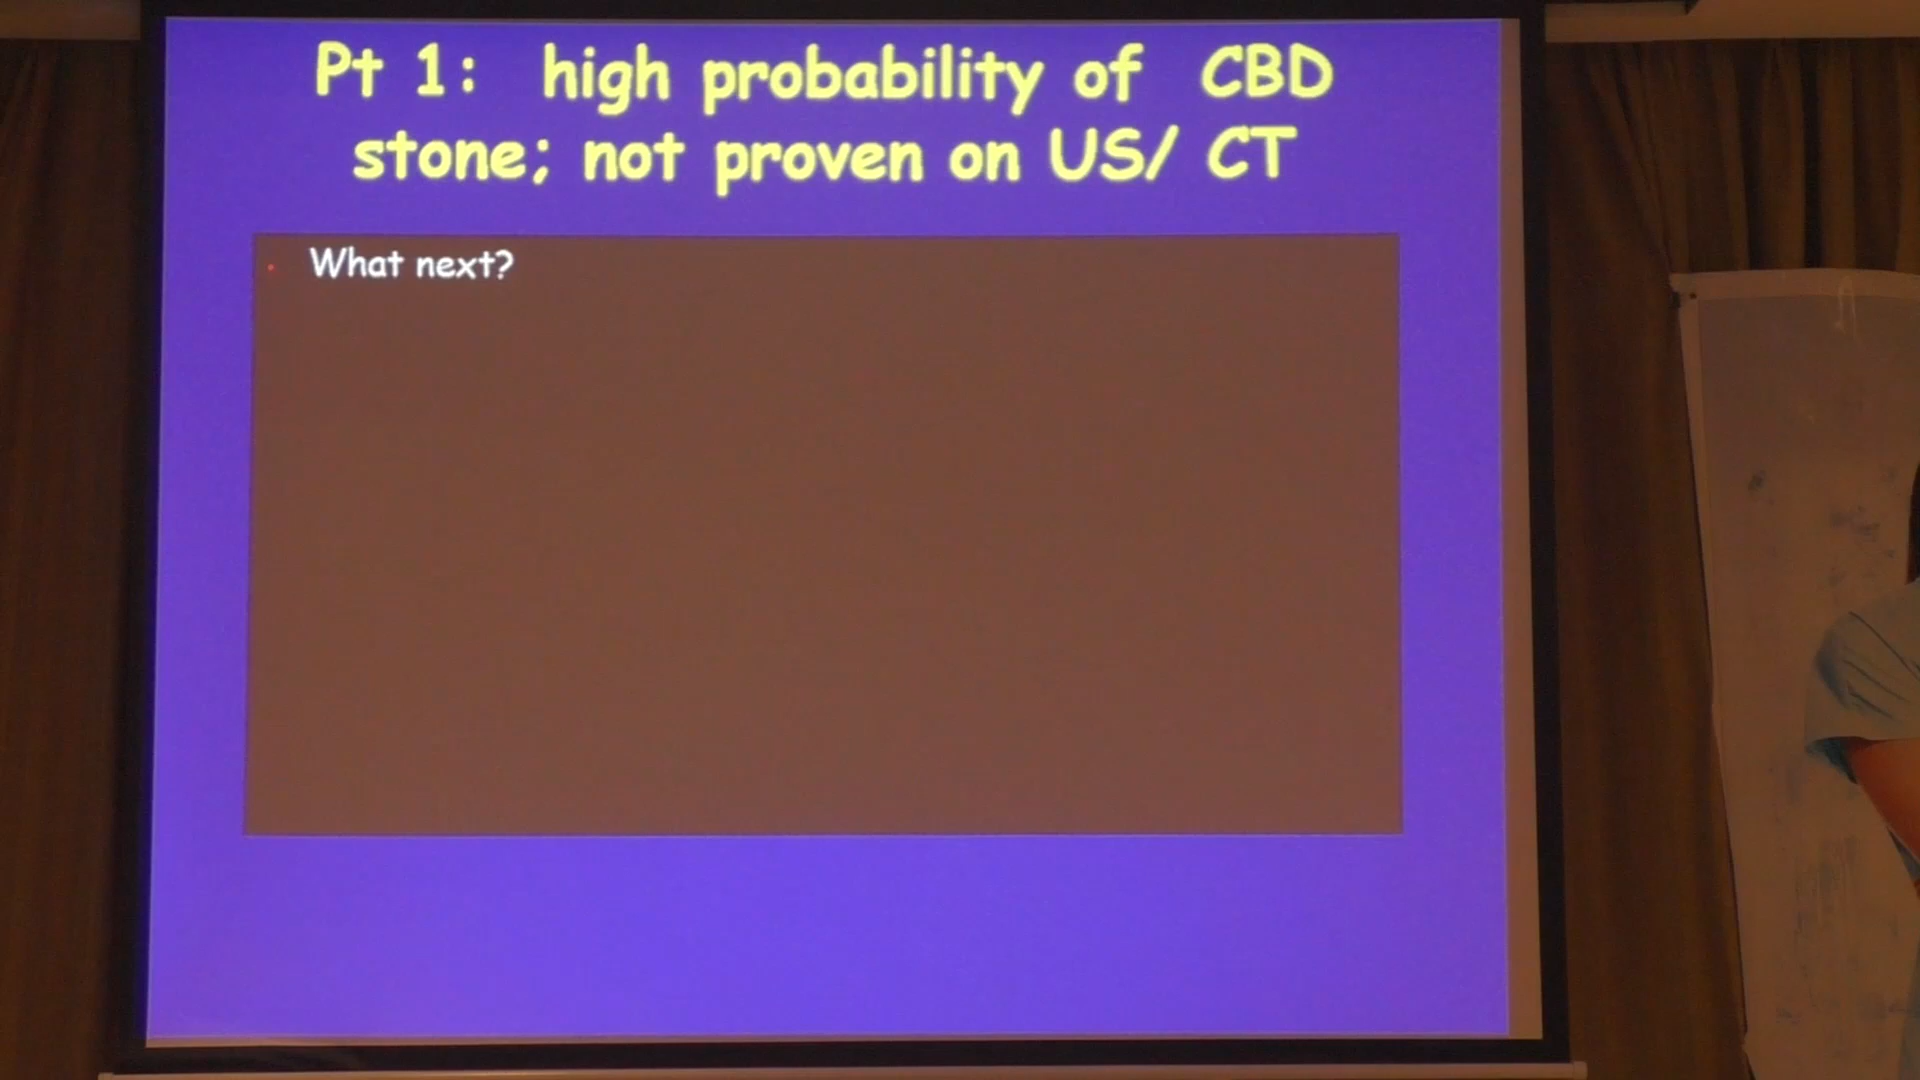 Pt 1: high probability of CBD
stone; not proven on US/ CT
What next?